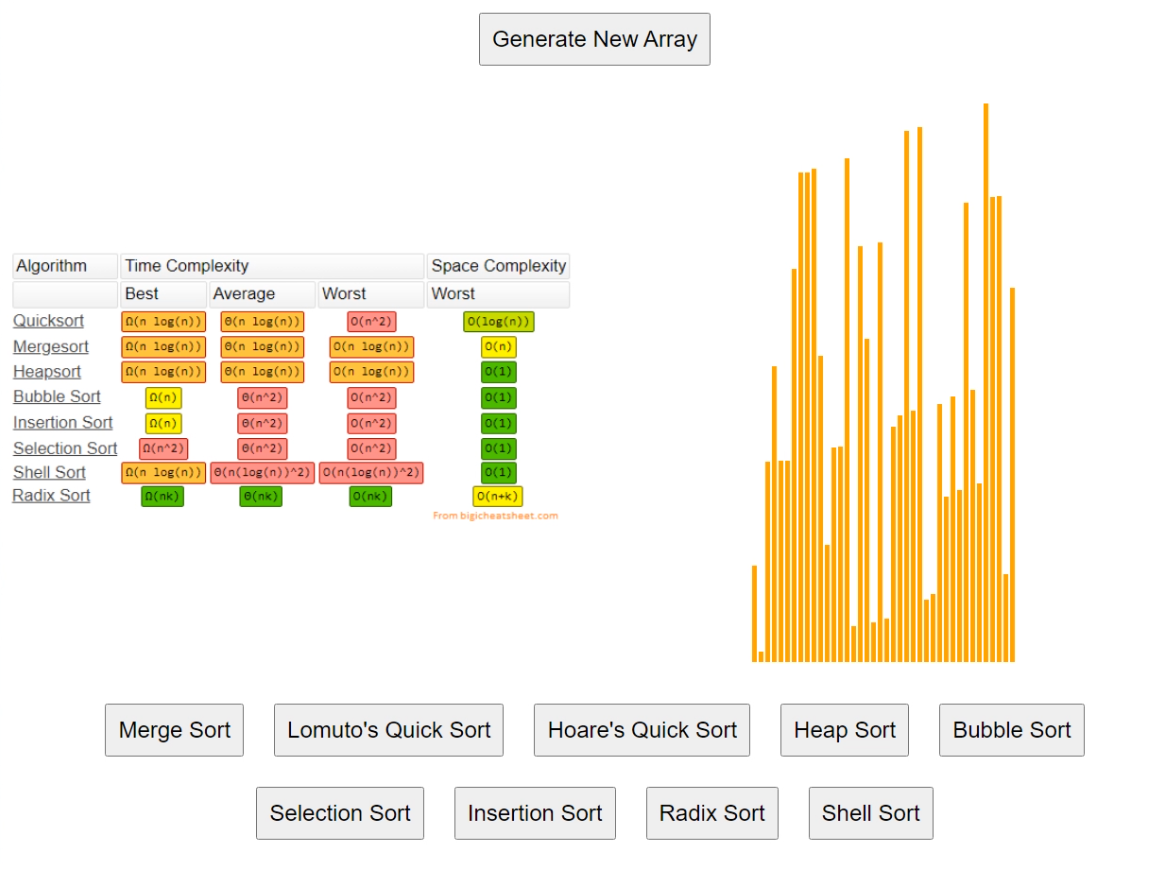 Generate New Array
Algorithm Time Complexity Space Complexity
Best Average Worst Worst
Quicksort Ω(n log(n)) Θ(n log(n)) O(n^2) O(log(n))
Mergesort Ω(n log(n)) Θ(n log(n)) O(n log(n)) O(n)
Heapsort Ω(n log(n)) Θ(n log(n)) O(n log(n)) O(1)
Bubble Sort Ω(n) Θ(n^2) O(n^2) O(1)
Insertion Sort Ω(n) Θ(n^2) O(n^2) O(1)
Selection Sort Ω(n^2) Θ(n^2) O(n^2) O(1)
Shell Sort Ω(n log(n)) Θ(n(log(n))^2) O(n(log(n))^2) O(1)
Radix Sort Ω(nk) Θ(nk) O(nk) O(n+k)
From bigicheatsheet.com
Merge Sort Lomuto's Quick Sort Hoare's Quick Sort Heap Sort Bubble Sort
Selection Sort Insertion Sort Radix Sort Shell Sort